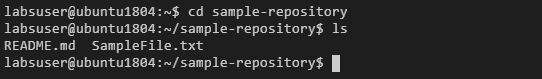 labsuser@ubuntu1804:~$ cd sample-repository
labsuser@ubuntu1804:~/sample-repository$ ls
README.md  SampleFile.txt
labsuser@ubuntu1804:~/sample-repository$